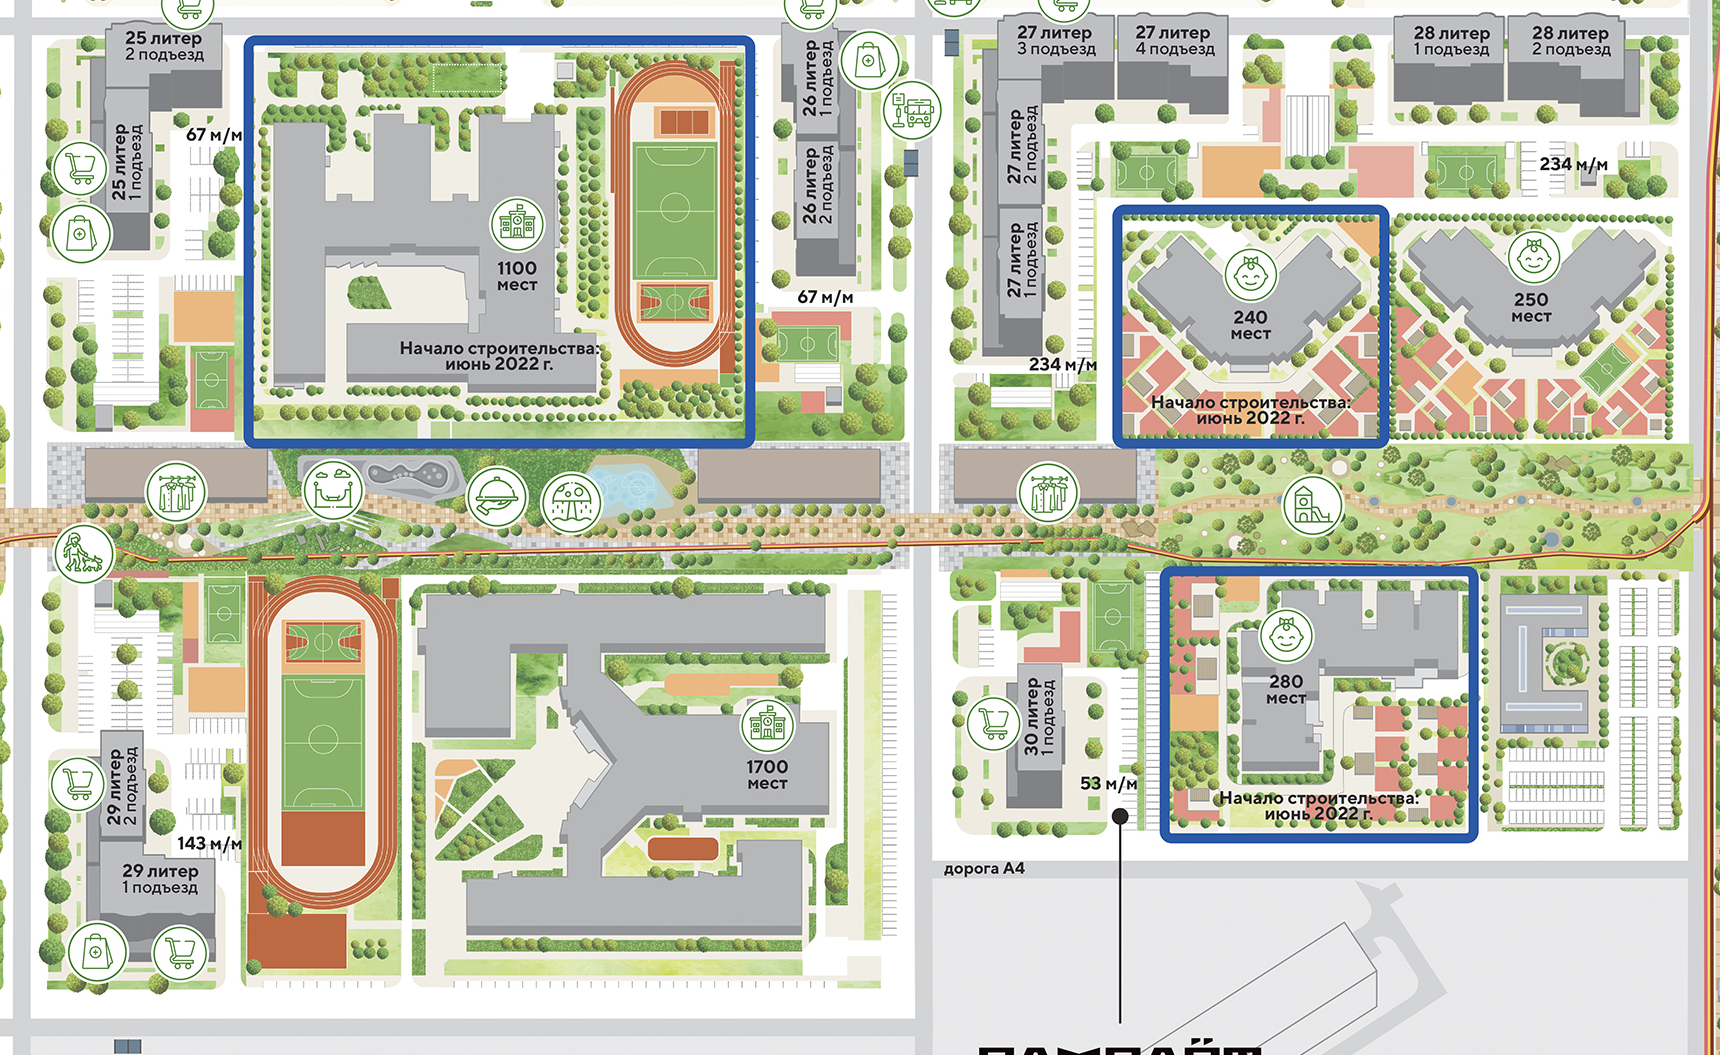 25 литер
2 подъезд
25 литер
1 подъезд
67 м/м
1100
мест
Начало строительства:
июнь 2022 г.
26 литер
1 подъезд
26 литер
2 подъезд
67 м/м
27 литер
3 подъезд
27 литер
4 подъезд
27 литер
2 подъезд
27 литер
1 подъезд
234 м/м
28 литер
1 подъезд
28 литер
2 подъезд
234 м/м
240
мест
Начало строительства:
июнь 2022 г.
250
мест
29 литер
2 подъезд
143 м/м
29 литер
1 подъезд
1700
мест
30 литер
1 подъезд
53 м/м
280
мест
Начало строительства:
июнь 2022 г.
дорога А4